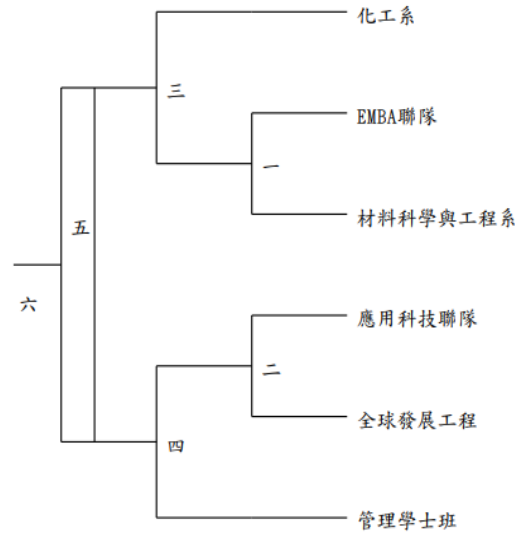 化工系
三
EMBA聯隊
一
材料科學與工程系
五
六
應用科技聯隊
二
全球發展工程
四
管理學士班